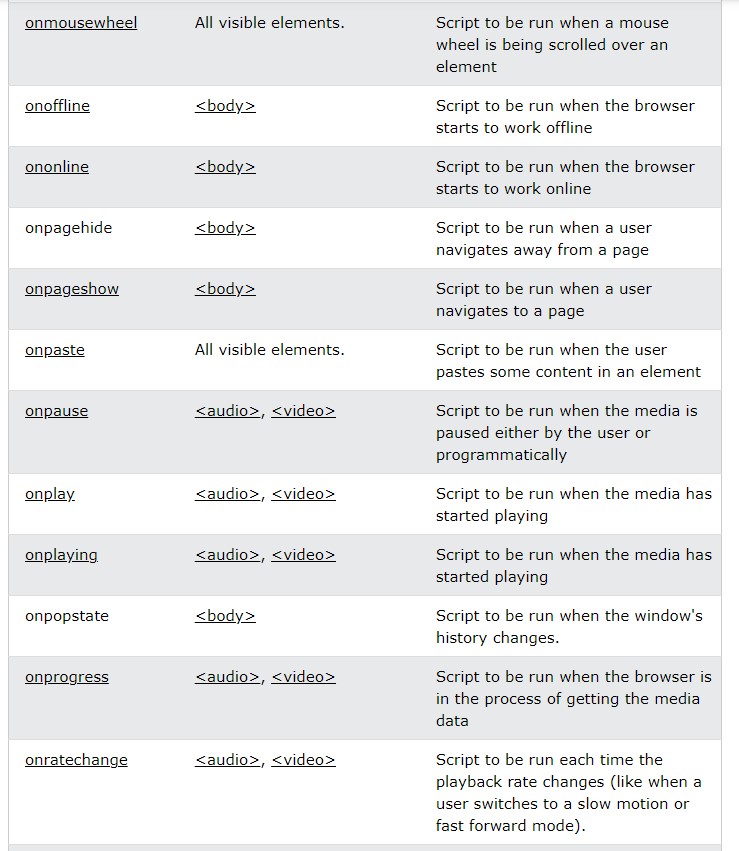 onmousewheel All visible elements. Script to be run when a mouse
wheel is being scrolled over an
element
onoffline <body> Script to be run when the browser
starts to work offline
ononline <body> Script to be run when the browser
starts to work online
onpagehide <body> Script to be run when a user
navigates away from a page
onpageshow <body> Script to be run when a user
navigates to a page
onpaste All visible elements. Script to be run when the user
pastes some content in an element
onpause <audio>, <video> Script to be run when the media is
paused either by the user or
programmatically
onplay <audio>, <video> Script to be run when the media has
started playing
onplaying <audio>, <video> Script to be run when the media has
started playing
onpopstate <body> Script to be run when the window's
history changes.
onprogress <audio>, <video> Script to be run when the browser is
in the process of getting the media
data
onratechange <audio>, <video> Script to be run each time the
playback rate changes (like when a
user switches to a slow motion or
fast forward mode).